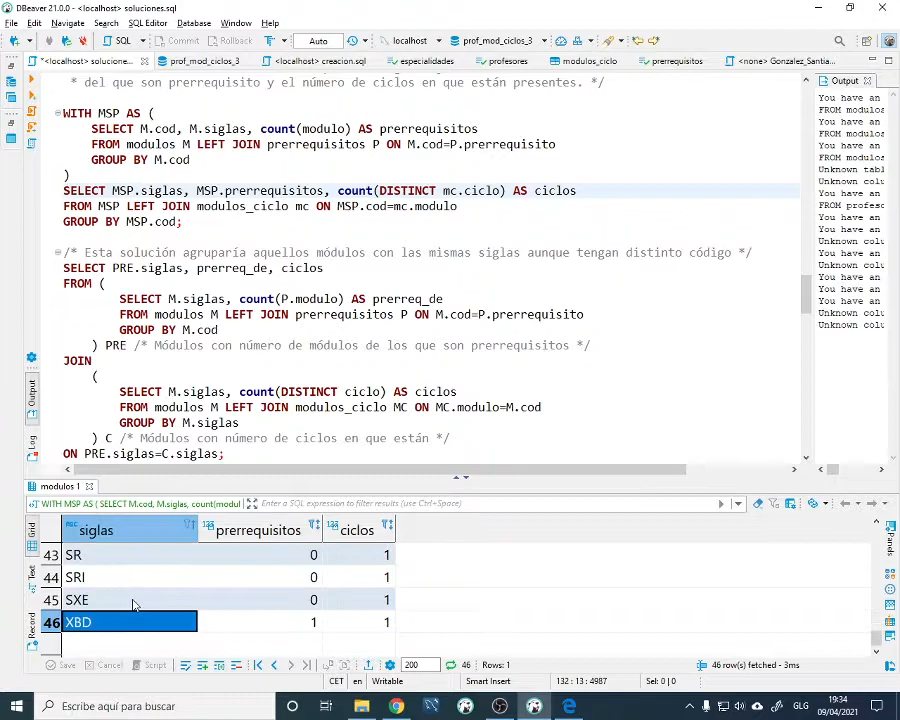 DBeaver 21.0.0 - <localhost> soluciones.sql
File Edit Navigate Search SQL Editor Database Window Help
SQL Commit Rollback T Auto localhost prof_mod_ciclos_3
*<localhost> solucione... prof_mod_ciclos_3 <localhost> creacion.sql especialidades profesores modulos_ciclo prerrequisitos <none> Gonzalez_Santia... Output
* del que son prerrequisito y el número de ciclos en que están presentes. */
WITH MSP AS (
SELECT M.cod, M.siglas, count(modulo) AS prerrequisitos
FROM modulos M LEFT JOIN prerrequisitos P ON M.cod=P.prerrequisito
GROUP BY M.cod
)
SELECT MSP.siglas, MSP.prerrequisitos, count(DISTINCT mc.ciclo) AS ciclos
FROM MSP LEFT JOIN modulos_ciclo mc ON MSP.cod=mc.modulo
GROUP BY MSP.cod;
/* Esta solución agruparía aquellos módulos con las mismas siglas aunque tengan distinto código */
SELECT PRE.siglas, prerreq_de, ciclos
FROM (
SELECT M.siglas, count(P.modulo) AS prerreq_de
FROM modulos M LEFT JOIN prerrequisitos P ON M.cod=P.prerrequisito
GROUP BY M.cod
) PRE /* Módulos con número de módulos de los que son prerrequisitos */
JOIN
(
SELECT M.siglas, count(DISTINCT ciclo) AS ciclos
FROM modulos M LEFT JOIN modulos_ciclo MC ON MC.modulo=M.cod
GROUP BY M.siglas
) C /* Módulos con número de ciclos en que están */
ON PRE.siglas=C.siglas;
You have an
FROM modulos
You have an
FROM modulos
You have an
FROM modulos
Unknown tabl
Unknown colu
You have an
FROM profeso
You have an
You have an
Unknown colu
You have an
Unknown colu
You have an
You have an
You have an
Unknown colu
Unknown colu
Output
Log
modulos 1
WITH MSP AS ( SELECT M.cod, M.siglas, count(modul Enter a SQL expression to filter results (use Ctrl+Space)
Grid
Text
Record
Panels
siglas prerrequisitos ciclos
43 SR 0 1
44 SRI 0 1
45 SXE 0 1
46 XBD 1 1
Save Cancel Script 200 46 Rows: 1 46 row(s) fetched - 3ms
CET en Writable Smart Insert 132 : 13 : 4987 Sel: 0 | 0
Escribe aquí para buscar GLG 19:34
09/04/2021